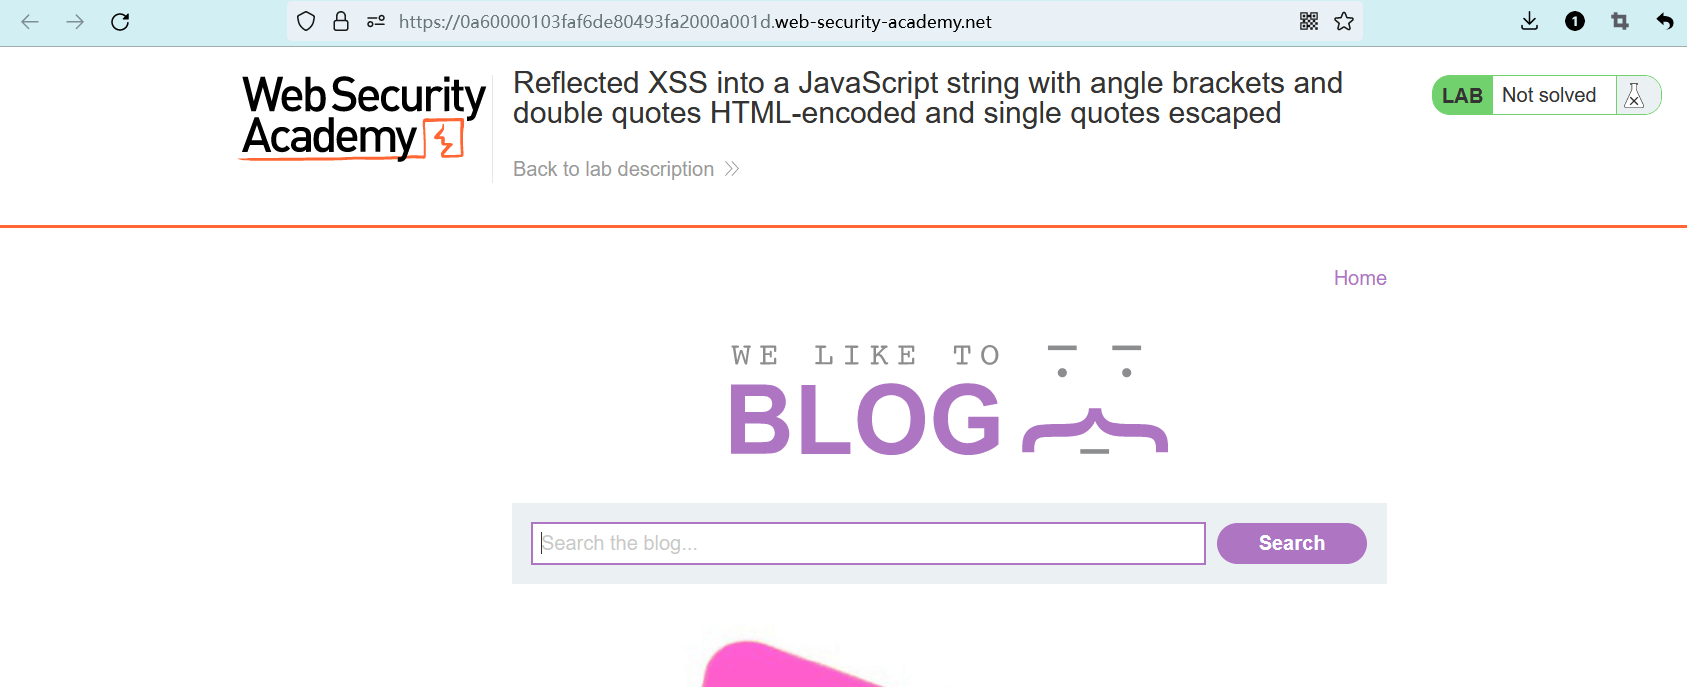 https://0a60000103faf6de80493fa2000a001d.web-security-academy.net
1
Web Security
Academy
Reflected XSS into a JavaScript string with angle brackets and
double quotes HTML-encoded and single quotes escaped
LAB Not solved
Back to lab description
Home
WE LIKE TO
BLOG
Search the blog...
Search